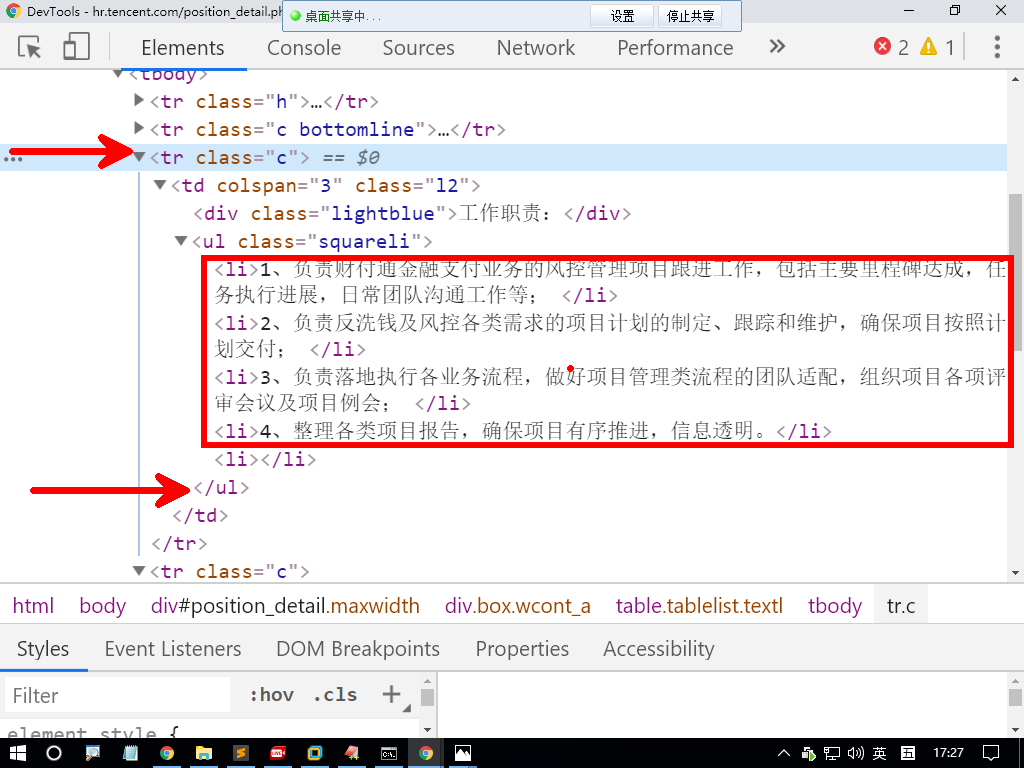 DevTools - hr.tencent.com/position_detail.ph
桌面共享中...
设置
停止共享
Elements
Console
Sources
Network
Performance
»
2
1
<tbody>
<tr class="h">…</tr>
<tr class="c bottomline">…</tr>
<tr class="c"> == $0
<td colspan="3" class="l2">
<div class="lightblue">工作职责：</div>
<ul class="squareli">
<li>1、负责财付通金融支付业务的风控管理项目跟进工作，包括主要里程碑达成，任
务执行进展，日常团队沟通工作等； </li>
<li>2、负责反洗钱及风控各类需求的项目计划的制定、跟踪和维护，确保项目按照计
划交付； </li>
<li>3、负责落地执行各业务流程，做好项目管理类流程的团队适配，组织项目各项评
审会议及项目例会； </li>
<li>4、整理各类项目报告，确保项目有序推进，信息透明。</li>
<li></li>
</ul>
</td>
</tr>
<tr class="c">
html body div#position_detail.maxwidth div.box.wcont_a table.tablelist.textl tbody tr.c
Styles
Event Listeners
DOM Breakpoints
Properties
Accessibility
Filter
:hov .cls +
element.style {
英
五
17:27